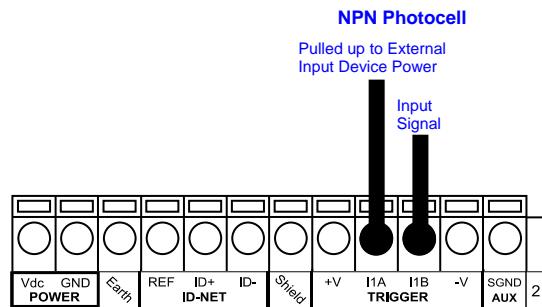 NPN Photocell
Pulled up to External
Input Device Power
Input
Signal
Vdc GND Earth REF ID+ ID- Shield +V I1A I1B -V SGND
POWER ID-NET TRIGGER AUX 2